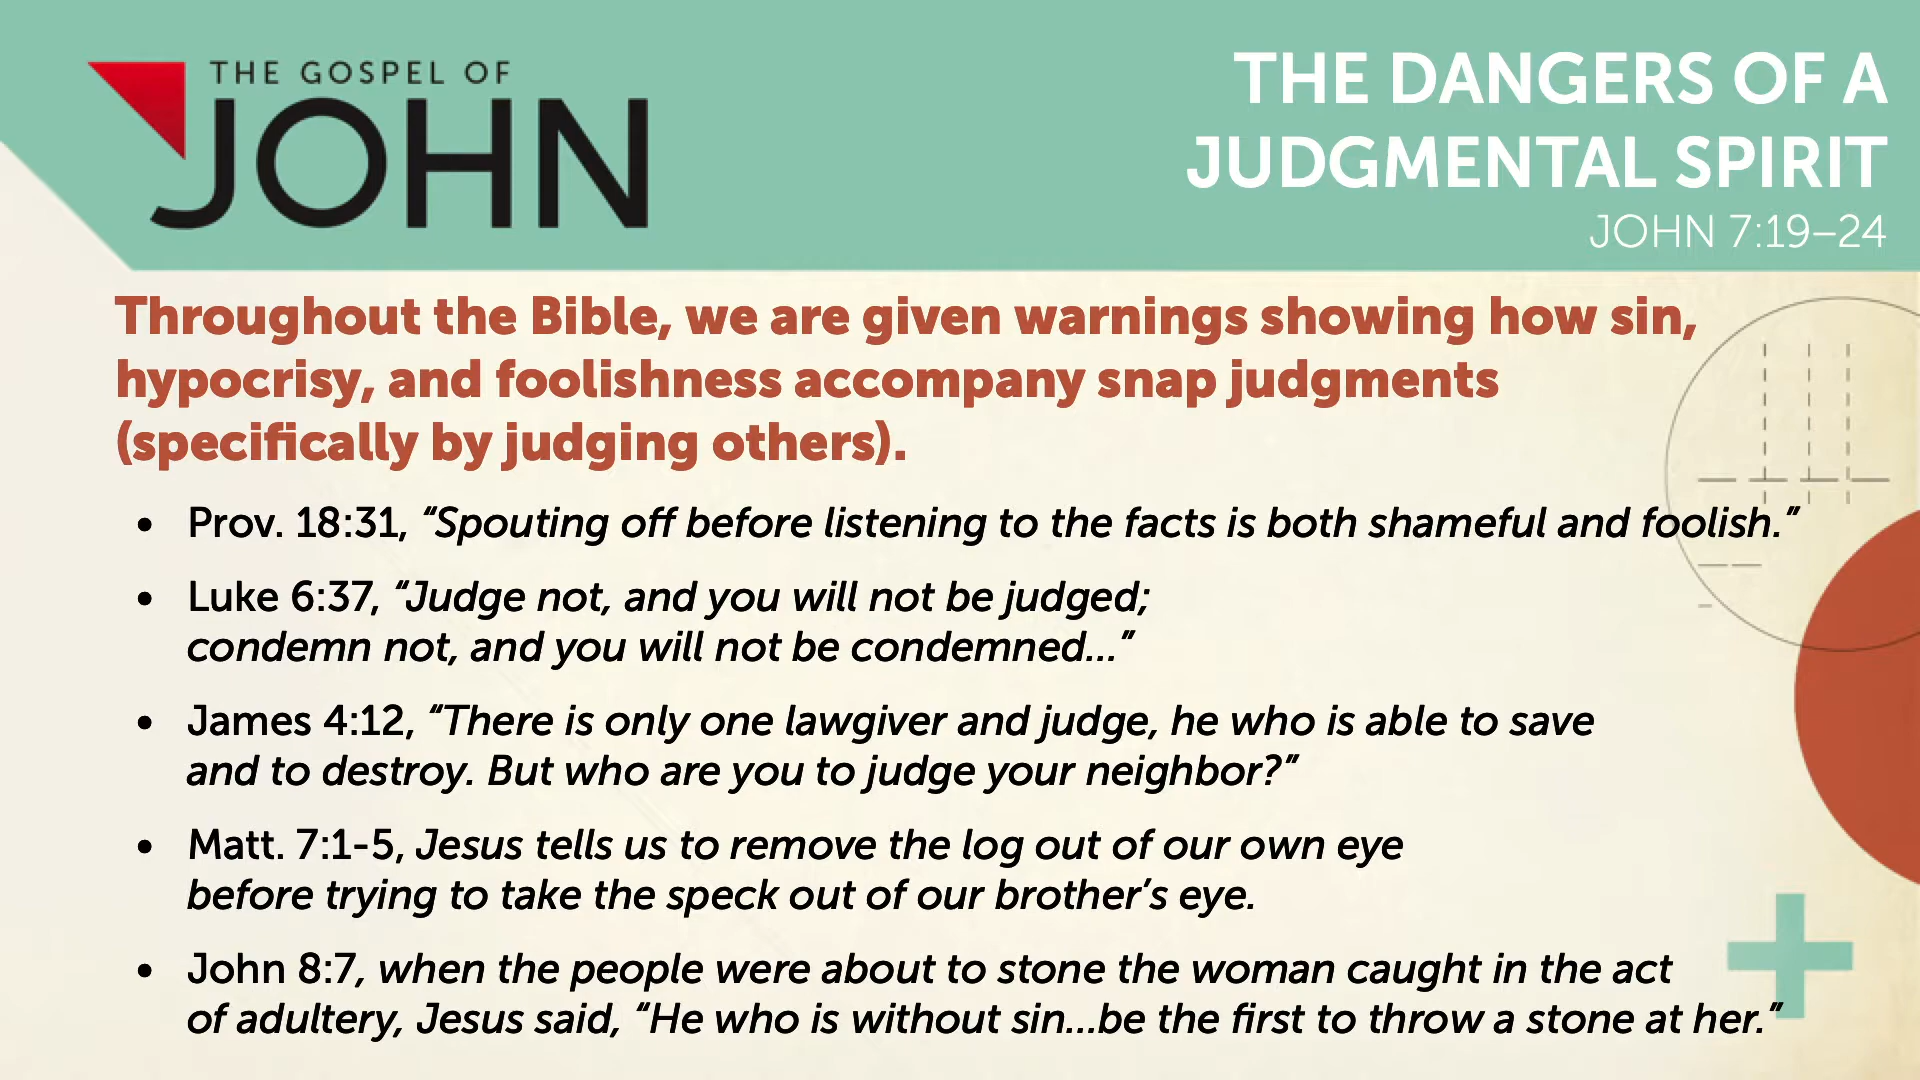 THE GOSPEL OF
JOHN
THE DANGERS OF A
JUDGMENTAL SPIRIT
JOHN 7:19–24
Throughout the Bible, we are given warnings showing how sin,
hypocrisy, and foolishness accompany snap judgments
(specifically by judging others).
• Prov. 18:31, “Spouting off before listening to the facts is both shameful and foolish.”
• Luke 6:37, “Judge not, and you will not be judged;
condemn not, and you will not be condemned...”
• James 4:12, “There is only one lawgiver and judge, he who is able to save
and to destroy. But who are you to judge your neighbor?”
• Matt. 7:1-5, Jesus tells us to remove the log out of our own eye
before trying to take the speck out of our brother’s eye.
• John 8:7, when the people were about to stone the woman caught in the act
of adultery, Jesus said, “He who is without sin...be the first to throw a stone at her.”